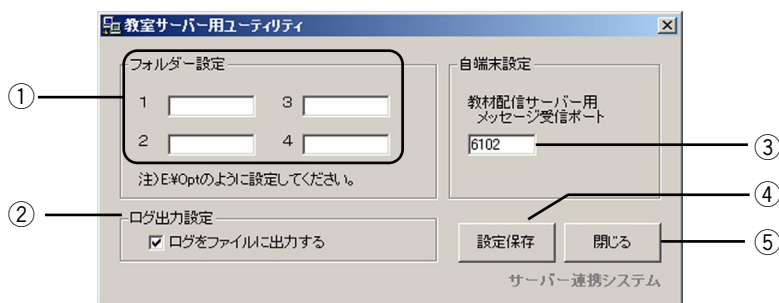 教室サーバー用ユーティリティ
フォルダー設定
1
3
2
4
注)E:¥Optのように設定してください。
自端末設定
教材配信サーバー用
メッセージ受信ポート
6102
ログ出力設定
ログをファイルに出力する
設定保存
閉じる
サーバー連携システム
①
②
③
④
⑤